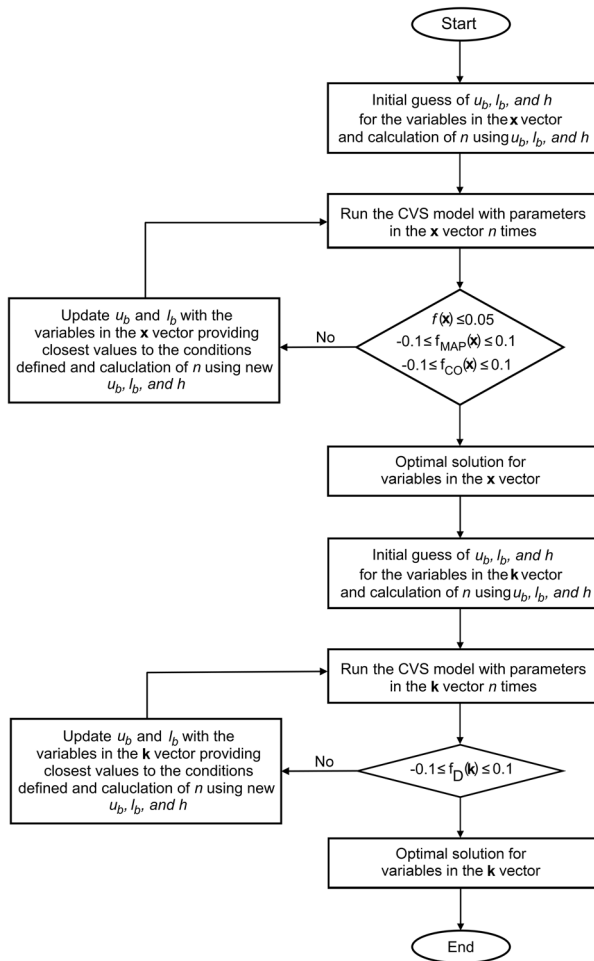 Start
Initial guess of u_b, l_b, and h
for the variables in the x vector
and calculation of n using u_b, l_b, and h
Run the CVS model with parameters
in the x vector n times
f(x) ≤ 0.05
-0.1 ≤ f_MAP(x) ≤ 0.1
-0.1 ≤ f_CO(x) ≤ 0.1
No
Update u_b and l_b with the
variables in the x vector providing
closest values to the conditions
defined and caluclation of n using new
u_b, l_b, and h
Optimal solution for
variables in the x vector
Initial guess of u_b, l_b, and h
for the variables in the k vector
and calculation of n using u_b, l_b, and h
Run the CVS model with parameters
in the k vector n times
-0.1 ≤ f_D(k) ≤ 0.1
No
Update u_b and l_b with the
variables in the k vector providing
closest values to the conditions
defined and caluclation of n using new
u_b, l_b, and h
Optimal solution for
variables in the k vector
End